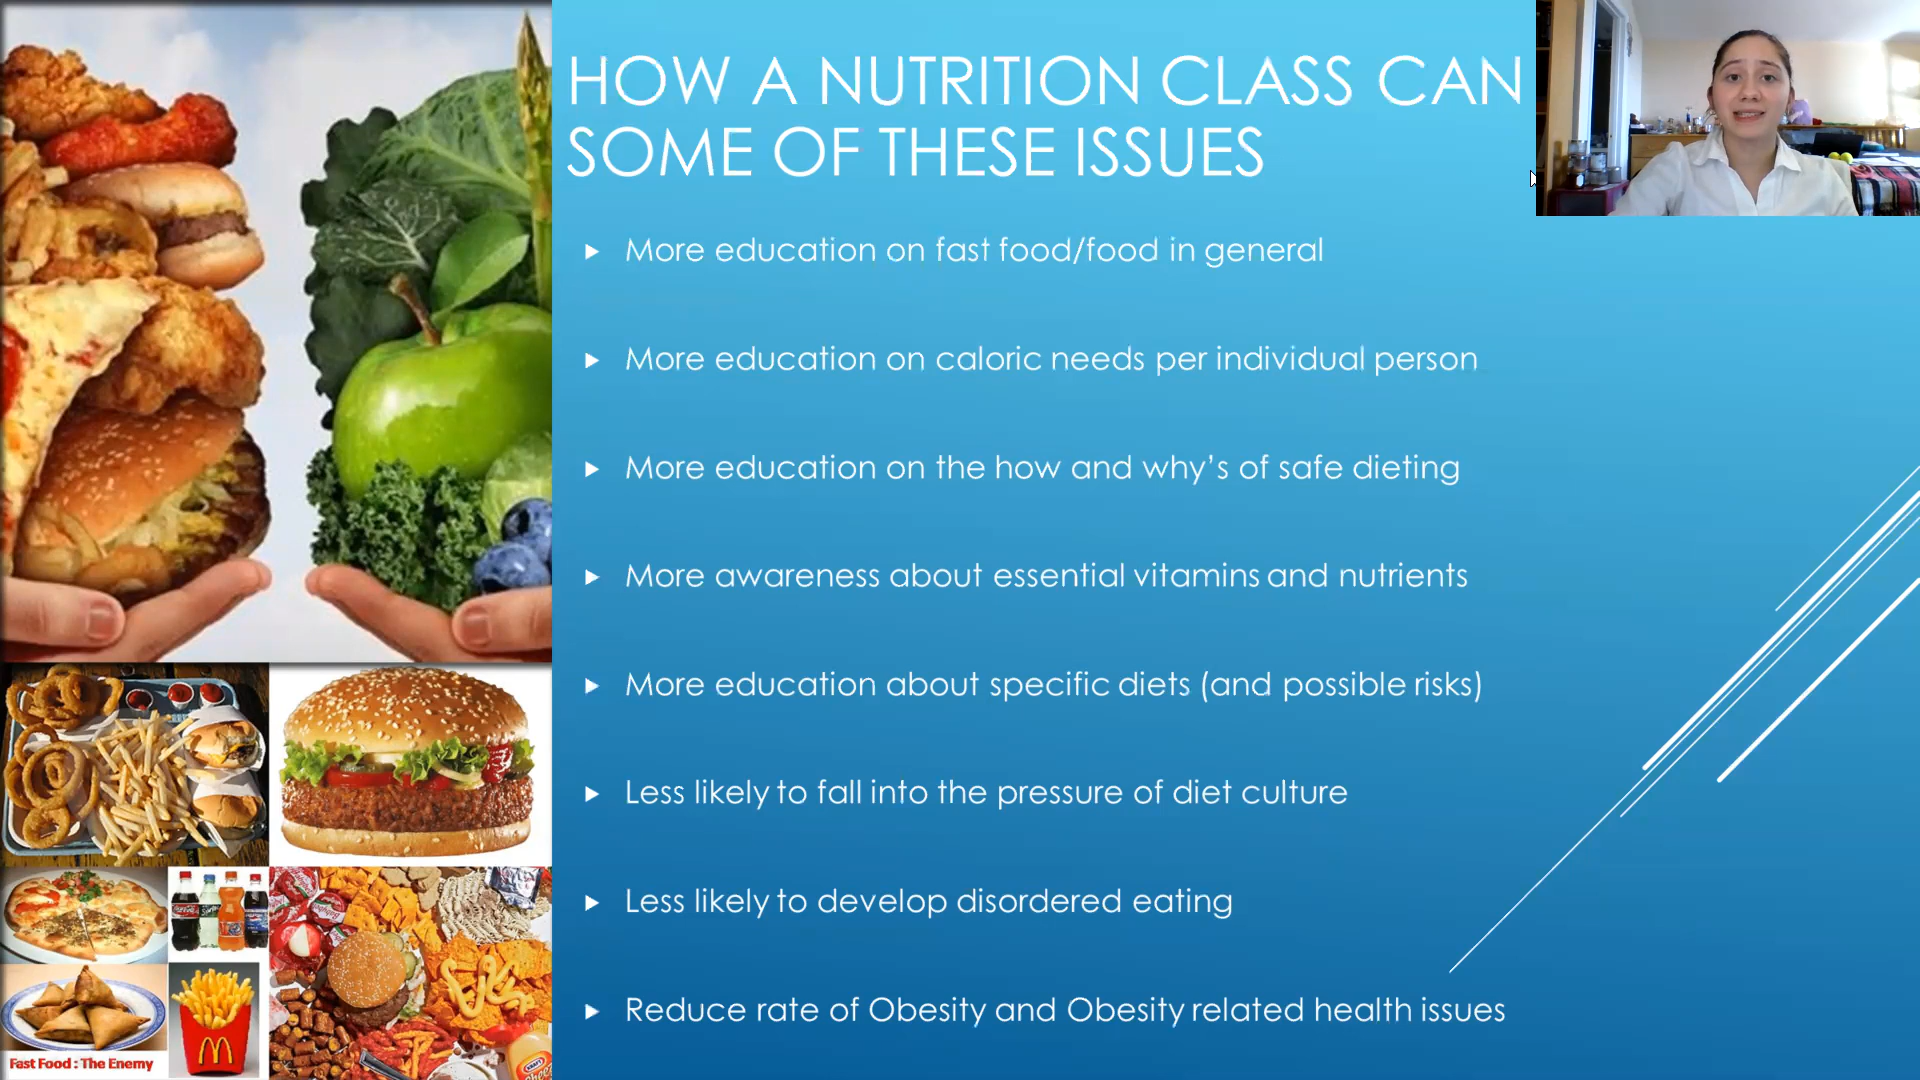 HOW A NUTRITION CLASS CAN
SOME OF THESE ISSUES
More education on fast food/food in general
More education on caloric needs per individual person
More education on the how and why’s of safe dieting
More awareness about essential vitamins and nutrients
More education about specific diets (and possible risks)
Less likely to fall into the pressure of diet culture
Less likely to develop disordered eating
Reduce rate of Obesity and Obesity related health issues
Fast Food : The Enemy